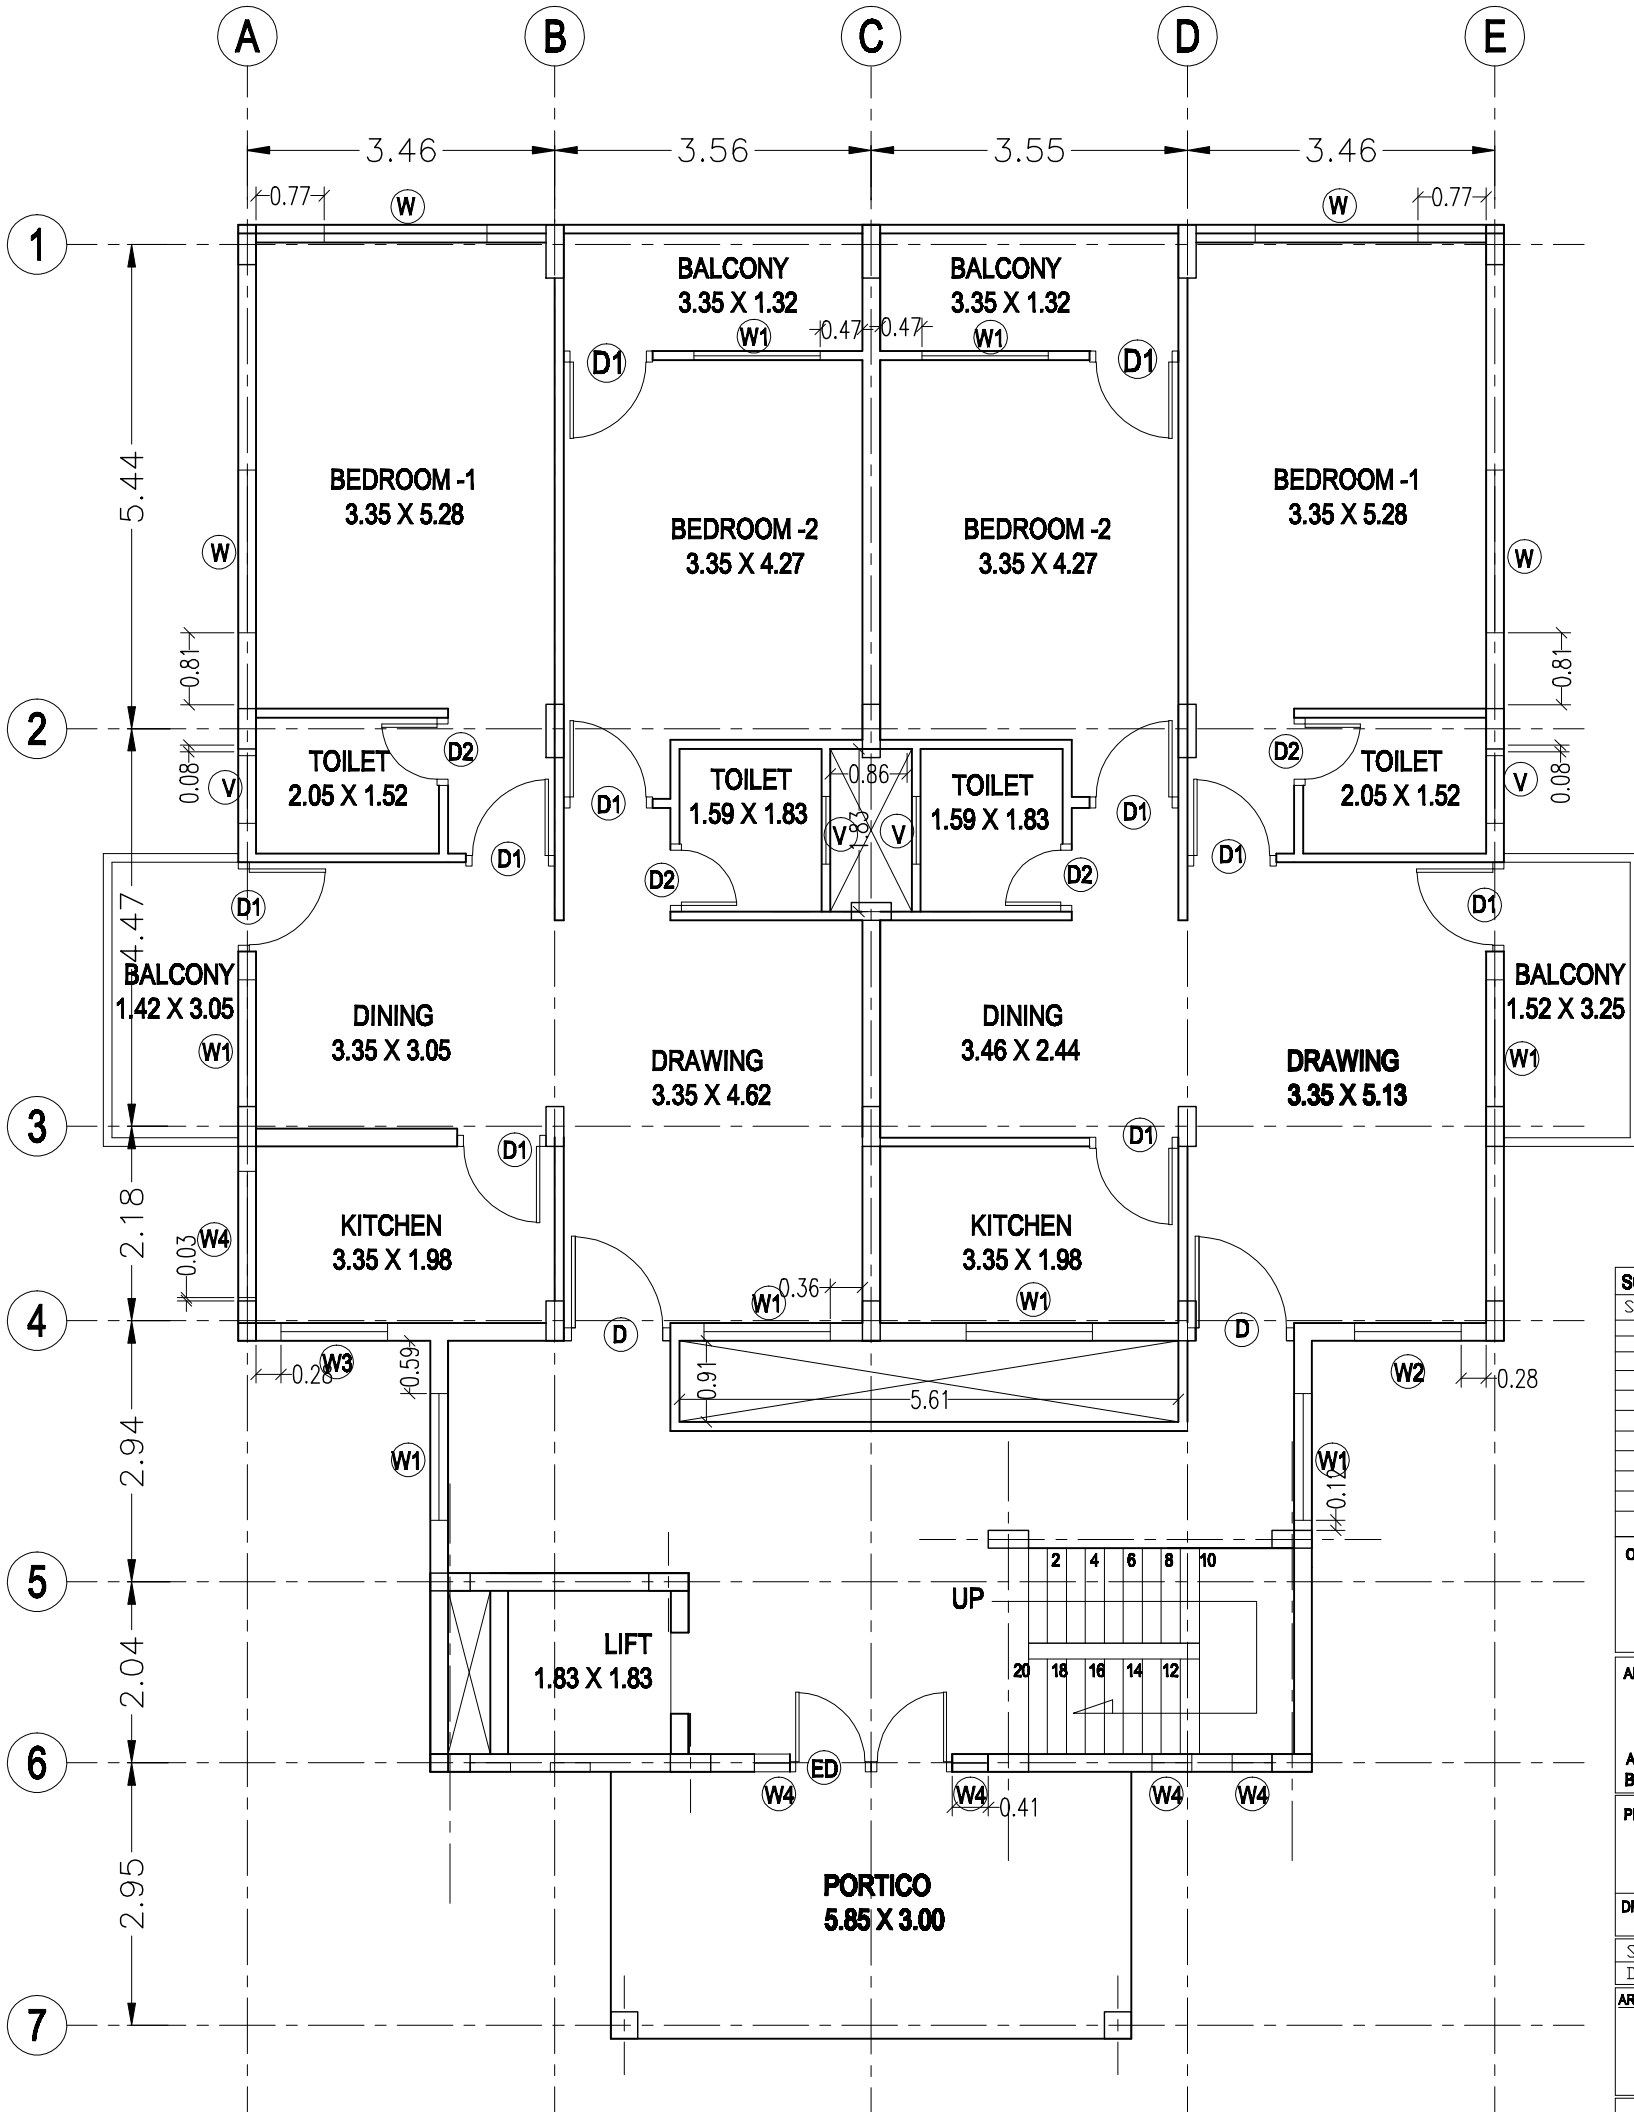 A B C D E
3.46 3.56 3.55 3.46
0.77 W W 0.77
1
BALCONY BALCONY
3.35 X 1.32 3.35 X 1.32
W1 0.47 0.47 W1
D1 D1
5.44
BEDROOM -1 BEDROOM -1
3.35 X 5.28 3.35 X 5.28
BEDROOM -2 BEDROOM -2
3.35 X 4.27 3.35 X 4.27
W W
0.81 0.81
2
D2 D2
TOILET TOILET
2.05 X 1.52 2.05 X 1.52
0.08 V V 0.08
TOILET 0.86 TOILET
1.59 X 1.83 1.59 X 1.83
D1 D1
V 1.83 V
D1 D1
D2 D2
D1 D1
4.47
BALCONY BALCONY
1.42 X 3.05 1.52 X 3.25
DINING DINING
3.35 X 3.05 3.46 X 2.44
W1 W1
DRAWING DRAWING
3.35 X 4.62 3.35 X 5.13
3
D1 D1
2.18
KITCHEN KITCHEN
3.35 X 1.98 3.35 X 1.98
W4
0.03
0.36 W1 W1
4
D D
0.28 W3 0.59 W2 0.28
0.91
5.61
2.94
W1 W1
0.12
2 4 6 8 10
5
UP
LIFT
1.83 X 1.83
20 18 16 14 12
2.04
6
ED
W4 W4 0.41 W4 W4
PORTICO
5.85 X 3.00
2.95
7